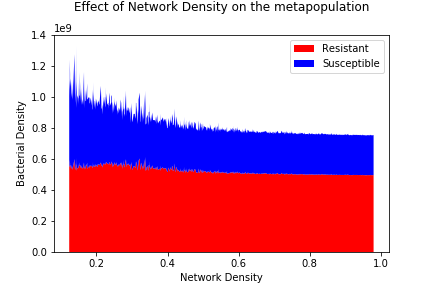 Effect of Network Density on the metapopulation
1e9
1.4
1.2
1.0
0.8
0.6
0.4
0.2
0.0
Bacterial Density
Resistant
Susceptible
0.2 0.4 0.6 0.8 1.0
Network Density